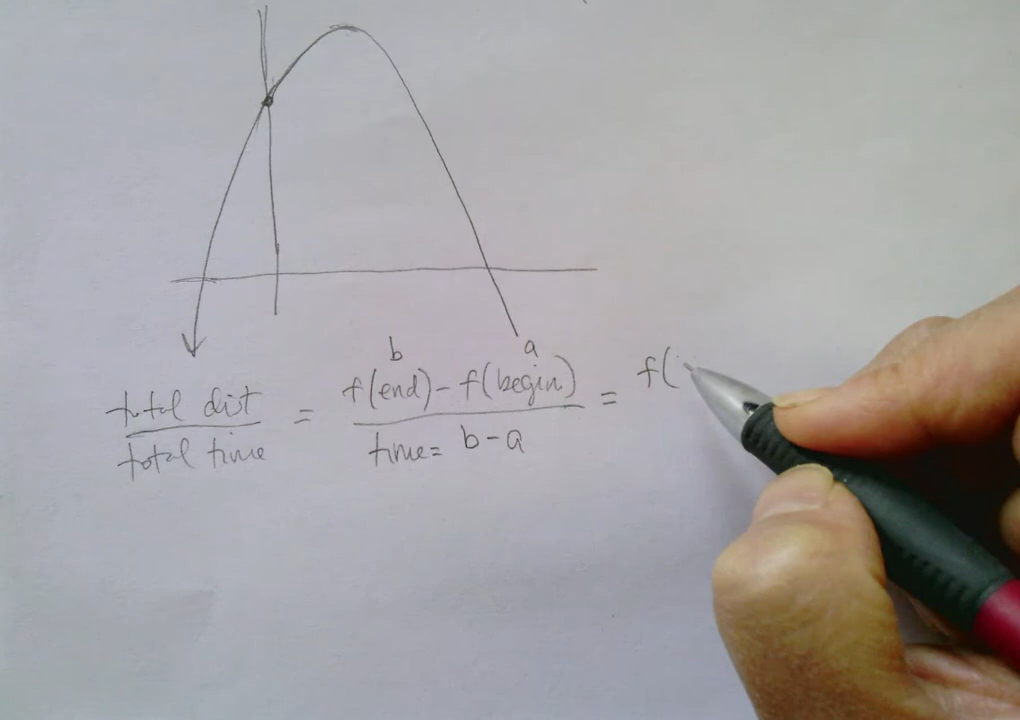 b a
total dist / total time = f(end) - f(begin) / time = b - a = f(